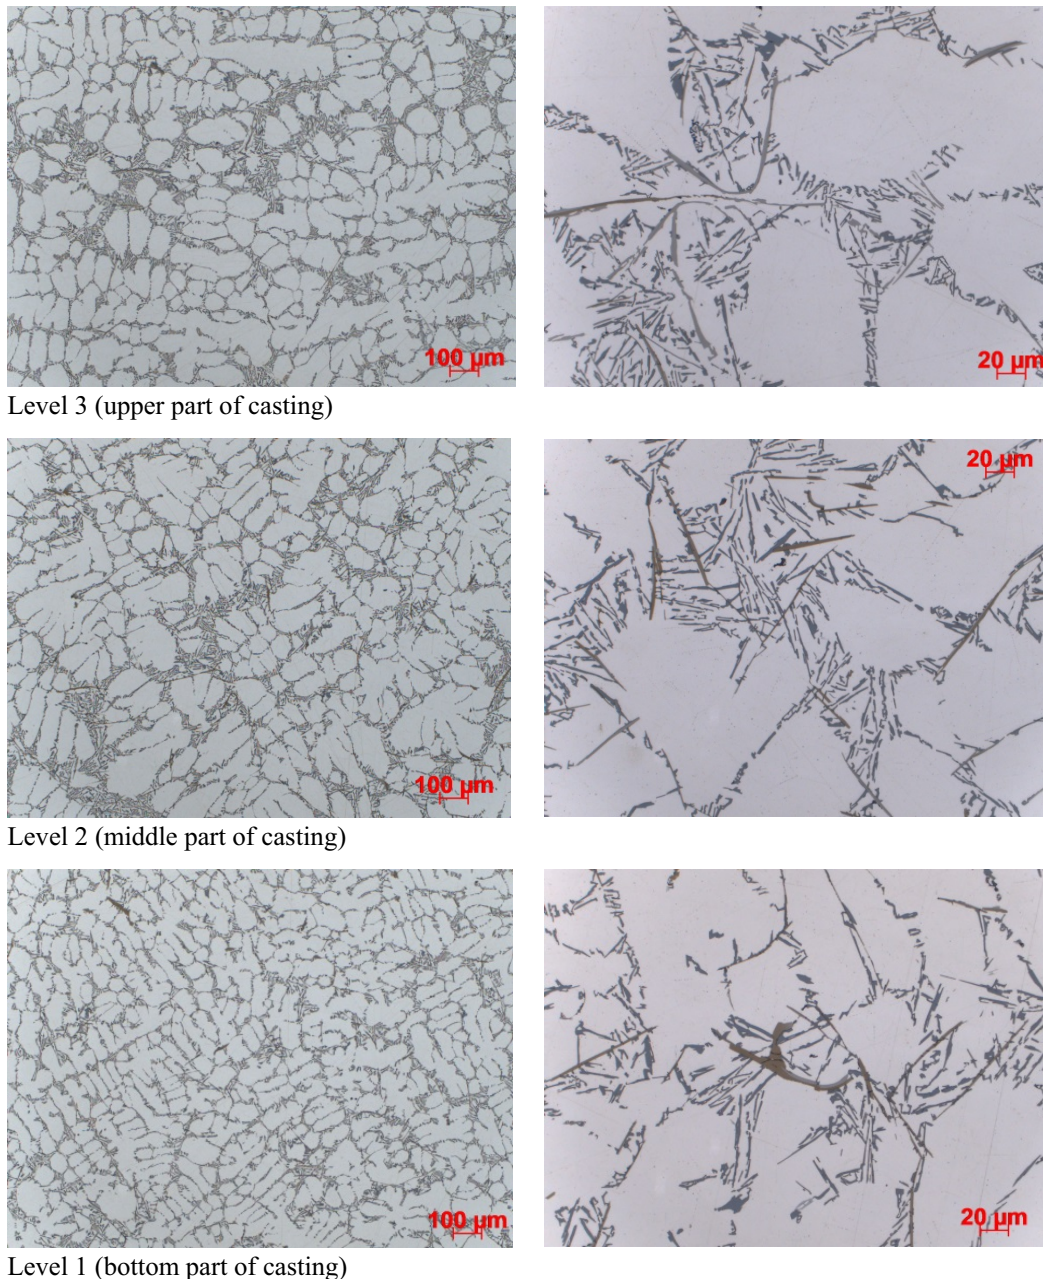 100 µm
20 µm
Level 3 (upper part of casting)
100 µm
20 µm
Level 2 (middle part of casting)
100 µm
20 µm
Level 1 (bottom part of casting)